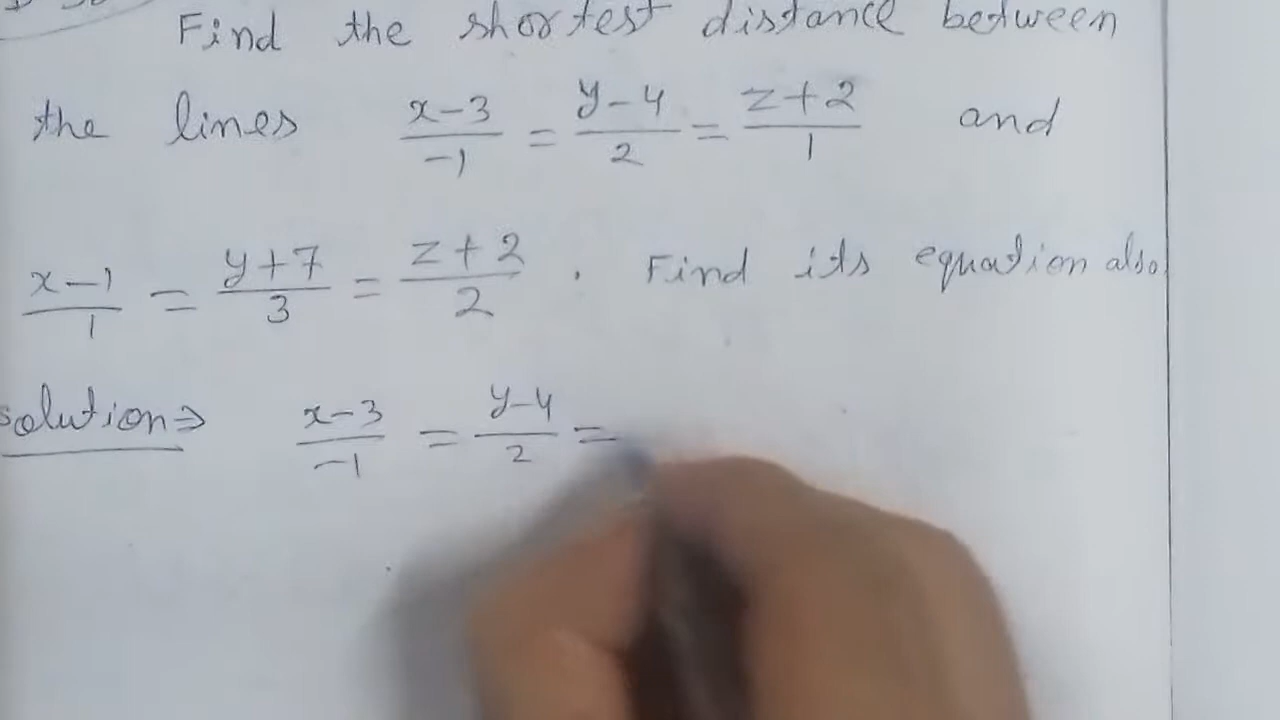 Find the shortest distance between
the lines (x-3)/-1 = (y-4)/2 = (z+2)/1 and
(x-1)/1 = (y+7)/3 = (z+2)/2 . Find its equation also
solution⇒ (x-3)/-1 = (y-4)/2 =